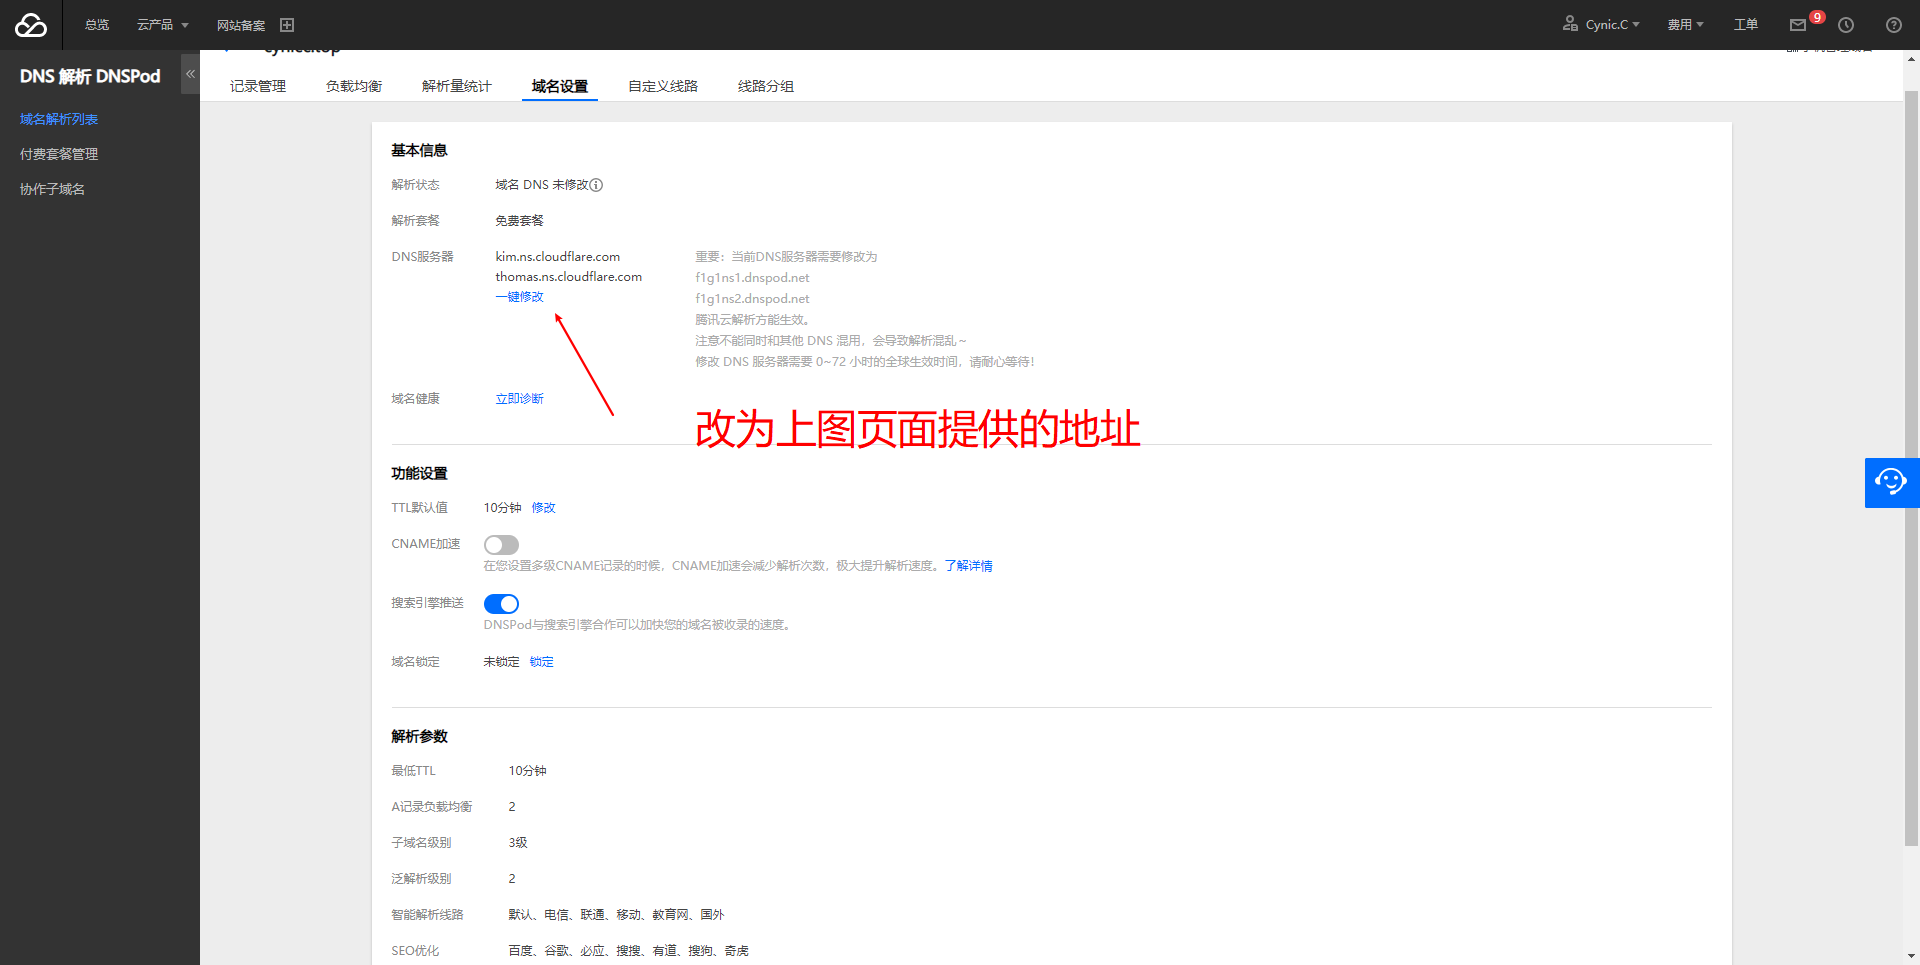 总览
云产品
网站备案
Cynic.C
费用
工单
9
DNS 解析 DNSPod
域名解析列表
付费套餐管理
协作子域名
记录管理
负载均衡
解析量统计
域名设置
自定义线路
线路分组
基本信息
解析状态
域名 DNS 未修改
解析套餐
免费套餐
DNS服务器
kim.ns.cloudflare.com
thomas.ns.cloudflare.com
一键修改
重要：当前DNS服务器需要修改为
f1g1ns1.dnspod.net
f1g1ns2.dnspod.net
腾讯云解析方能生效。
注意不能同时和其他 DNS 混用，会导致解析混乱～
修改 DNS 服务器需要 0~72 小时的全球生效时间，请耐心等待！
域名健康
立即诊断
改为上图页面提供的地址
功能设置
TTL默认值
10分钟 修改
CNAME加速
在您设置多级CNAME记录的时候，CNAME加速会减少解析次数，极大提升解析速度。了解详情
搜索引擎推送
DNSPod与搜索引擎合作可以加快您的域名被收录的速度。
域名锁定
未锁定 锁定
解析参数
最低TTL
10分钟
A记录负载均衡
2
子域名级别
3级
泛解析级别
2
智能解析线路
默认、电信、联通、移动、教育网、国外
SEO优化
百度、谷歌、必应、搜搜、有道、搜狗、奇虎